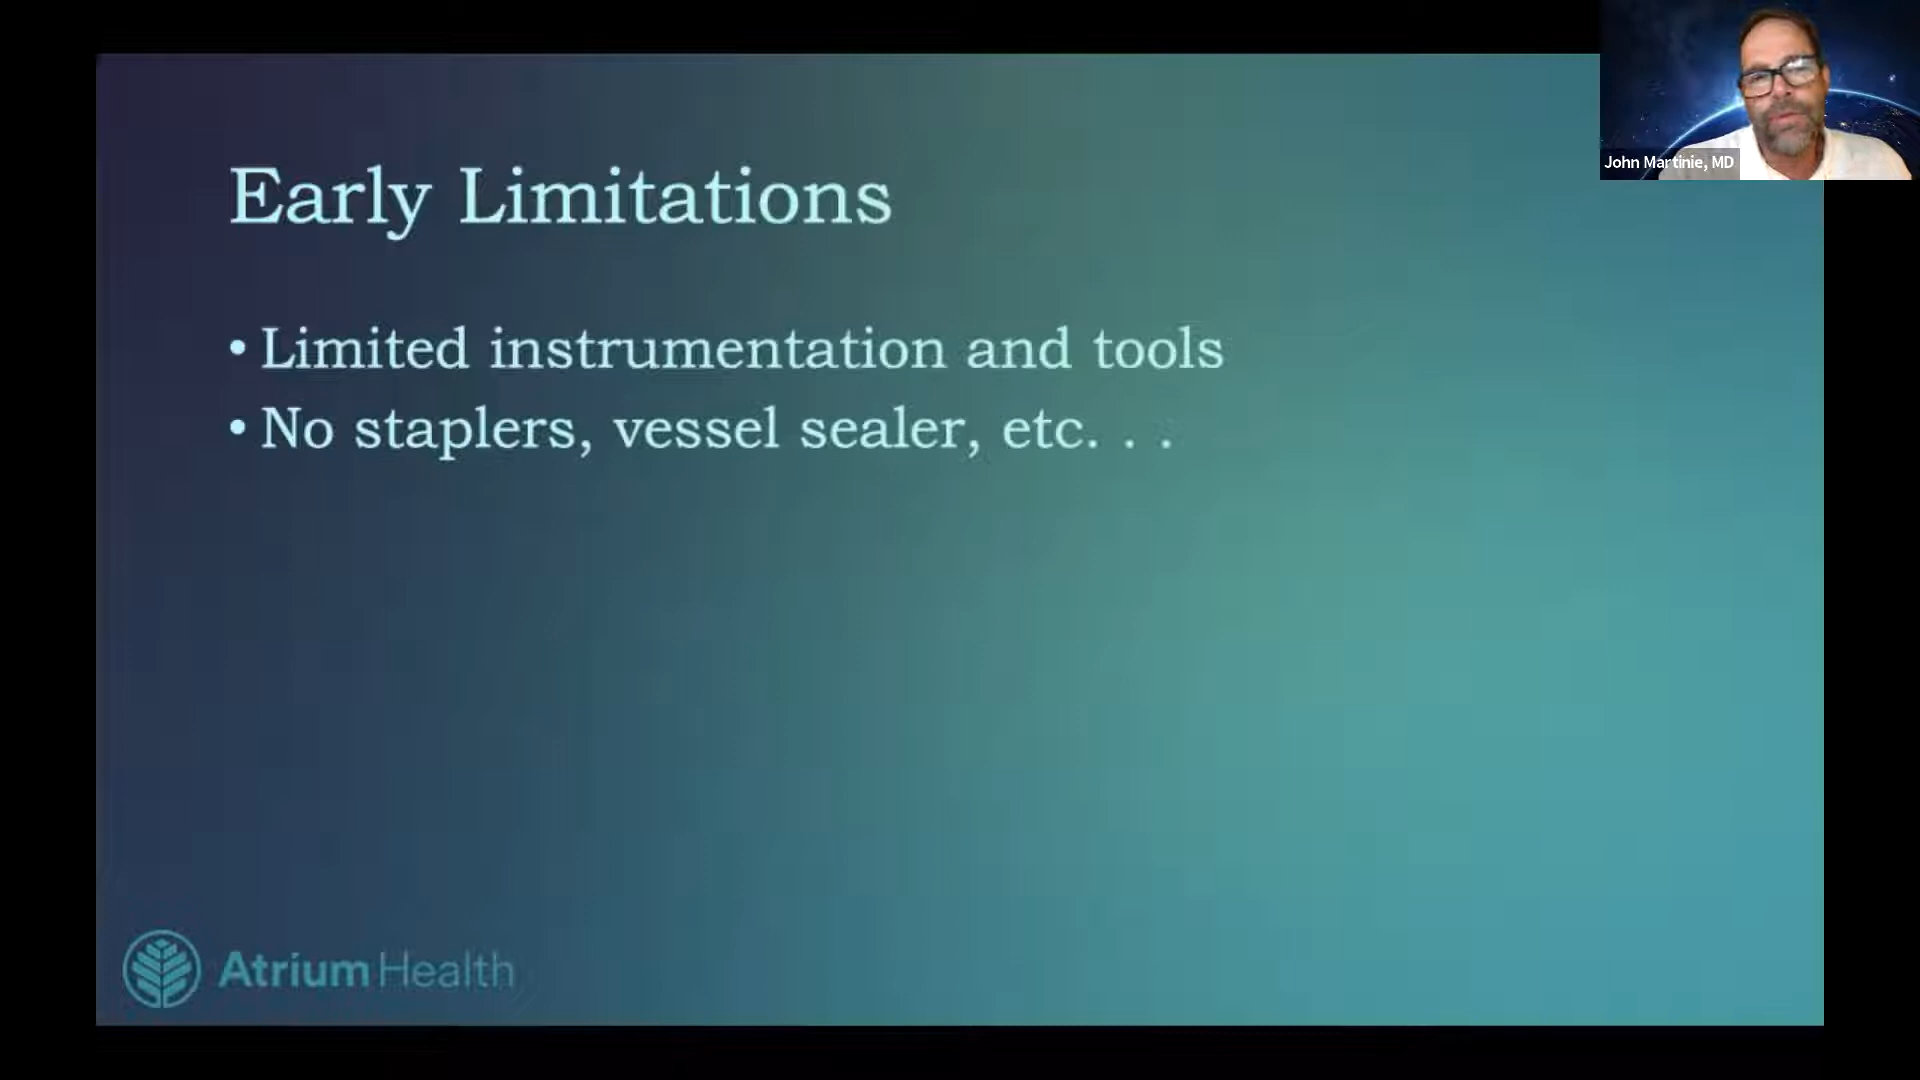 Early Limitations
• Limited instrumentation and tools
• No staplers, vessel sealer, etc. . .
Atrium Health
John Martinie, MD